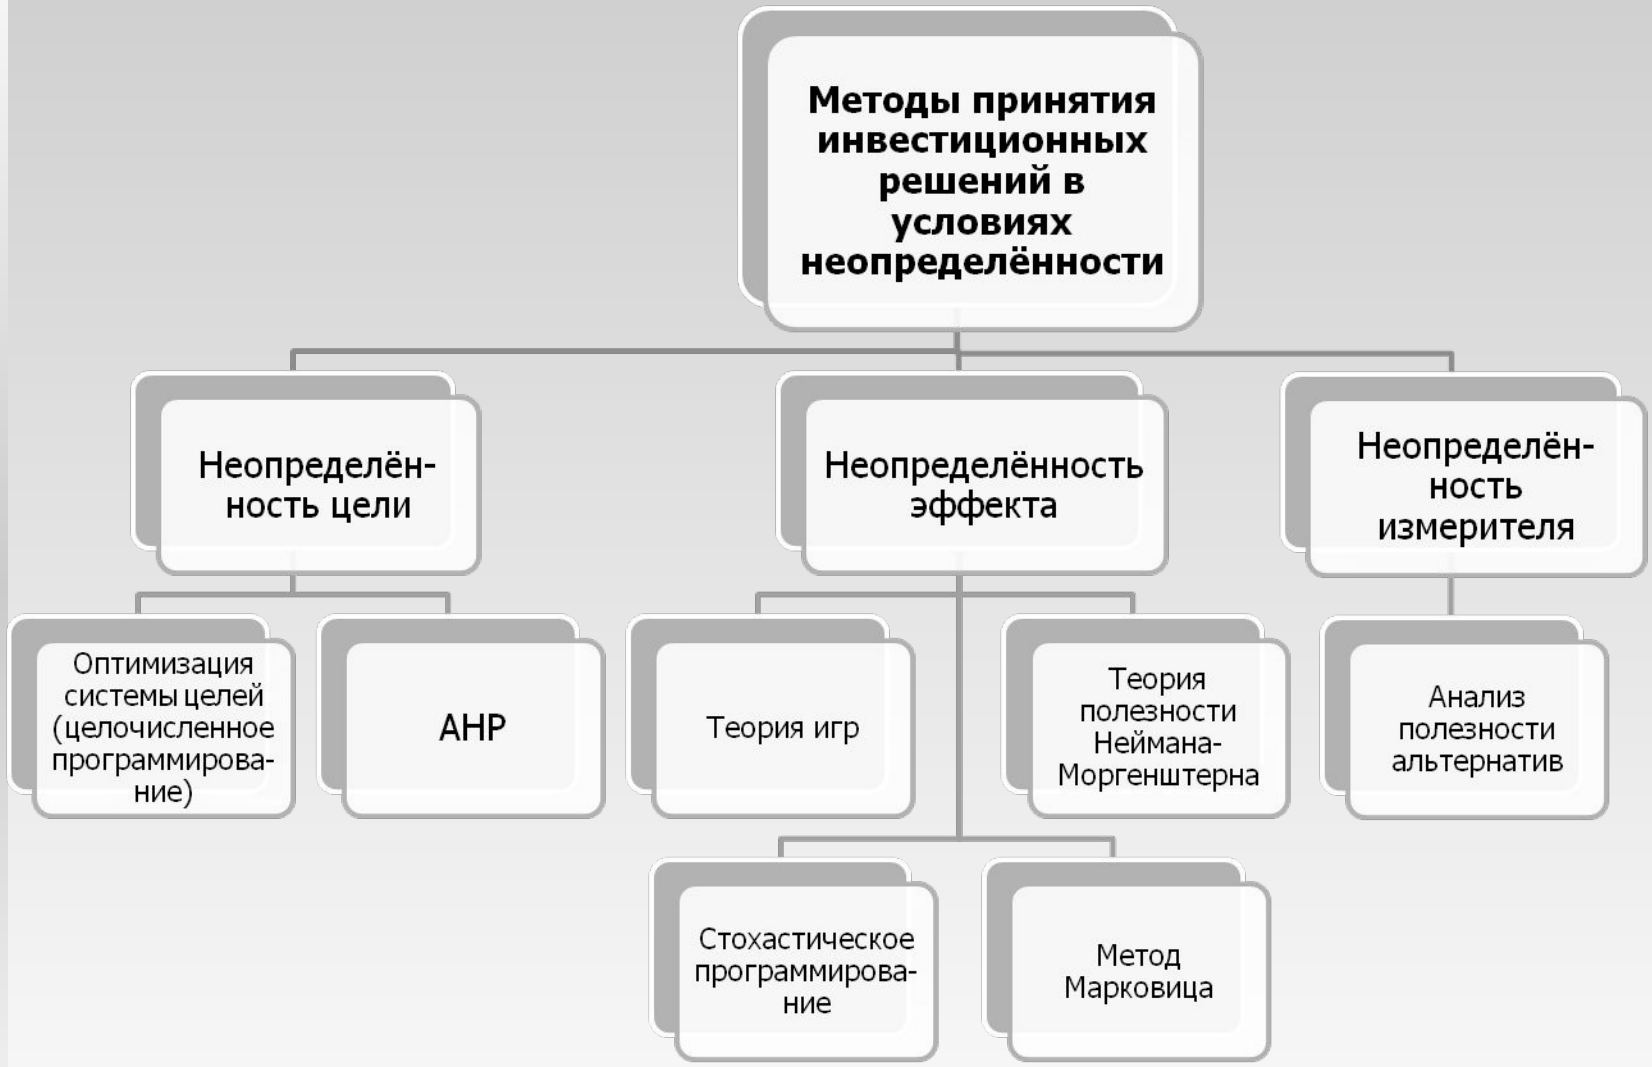 Методы принятия
инвестиционных
решений в
условиях
неопределённости
Неопределён-
ность цели
Неопределённость
эффекта
Неопределён-
ность
измерителя
Оптимизация
системы целей
(целочисленное
программирова-
ние)
АНР
Теория игр
Теория
полезности
Неймана-
Моргенштерна
Анализ
полезности
альтернатив
Стохастическое
программирова-
ние
Метод
Марковица